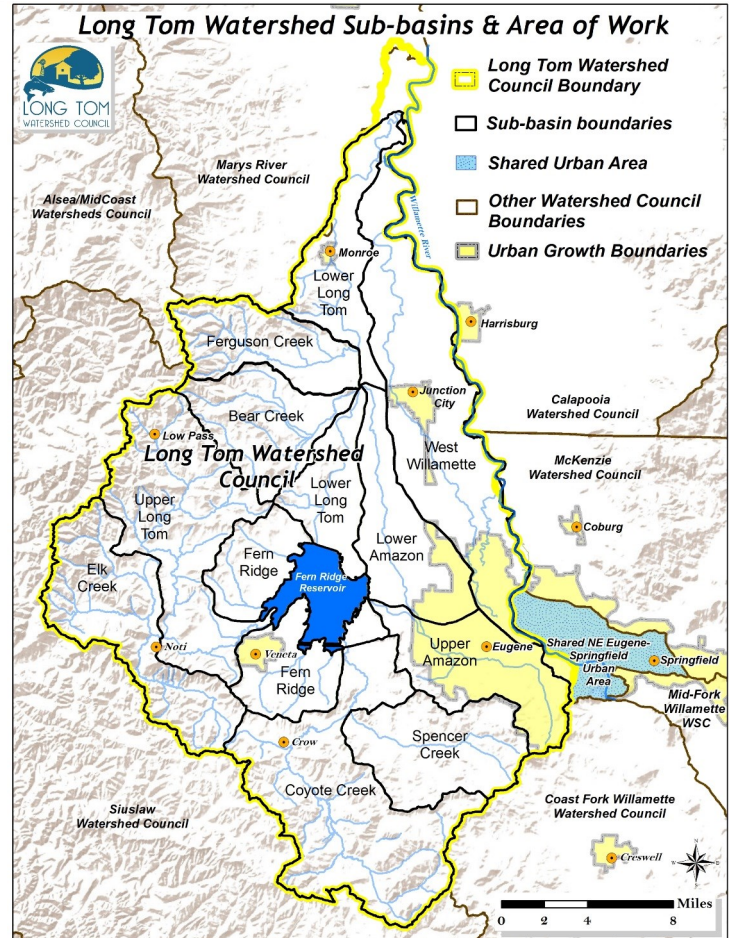 Long Tom Watershed Sub-basins & Area of Work
LONG TOM
WATERSHED COUNCIL
Long Tom Watershed
Council Boundary
Sub-basin boundaries
Shared Urban Area
Other Watershed Council
Boundaries
Urban Growth Boundaries
Marys River
Watershed Council
Alsea/MidCoast
Watersheds Council
Willamette River
Monroe
Lower
Long
Tom
Harrisburg
Ferguson Creek
Junction
City
Calapooia
Watershed Council
Bear Creek
Low Pass
Long Tom Watershed
Council
West
Willamette
McKenzie
Watershed Council
Upper
Long
Tom
Lower
Long
Tom
Coburg
Lower
Amazon
Fern
Ridge
Elk
Creek
Fern Ridge
Reservoir
Noti
Veneta
Upper
Amazon
Eugene
Shared NE Eugene-
Springfield
Urban
Area
Springfield
Fern
Ridge
Mid-Fork
Willamette
WSC
Crow
Spencer
Creek
Coyote Creek
Siuslaw
Watershed Council
Coast Fork Willamette
Watershed Council
Creswell
N
W
E
S
Miles
0 2 4 8